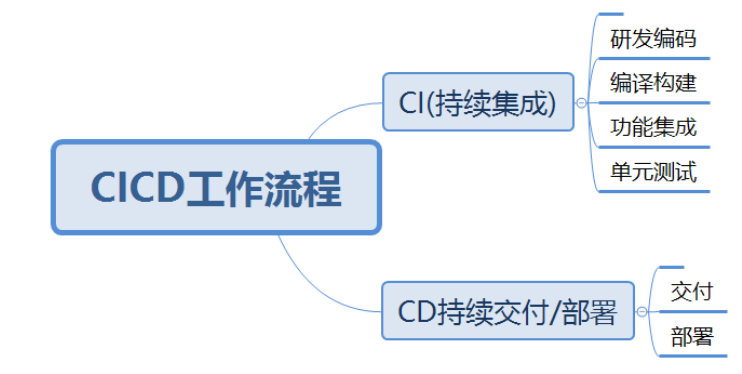 CICD工作流程
CI(持续集成)
研发编码
编译构建
功能集成
单元测试
CD持续交付/部署
交付
部署